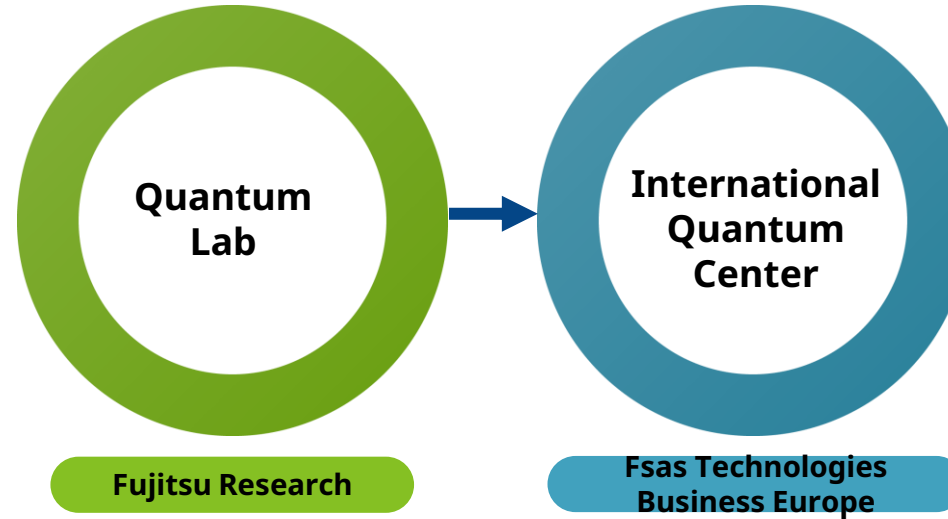 Quantum
Lab
International
Quantum
Center
Fujitsu Research
Fsas Technologies
Business Europe